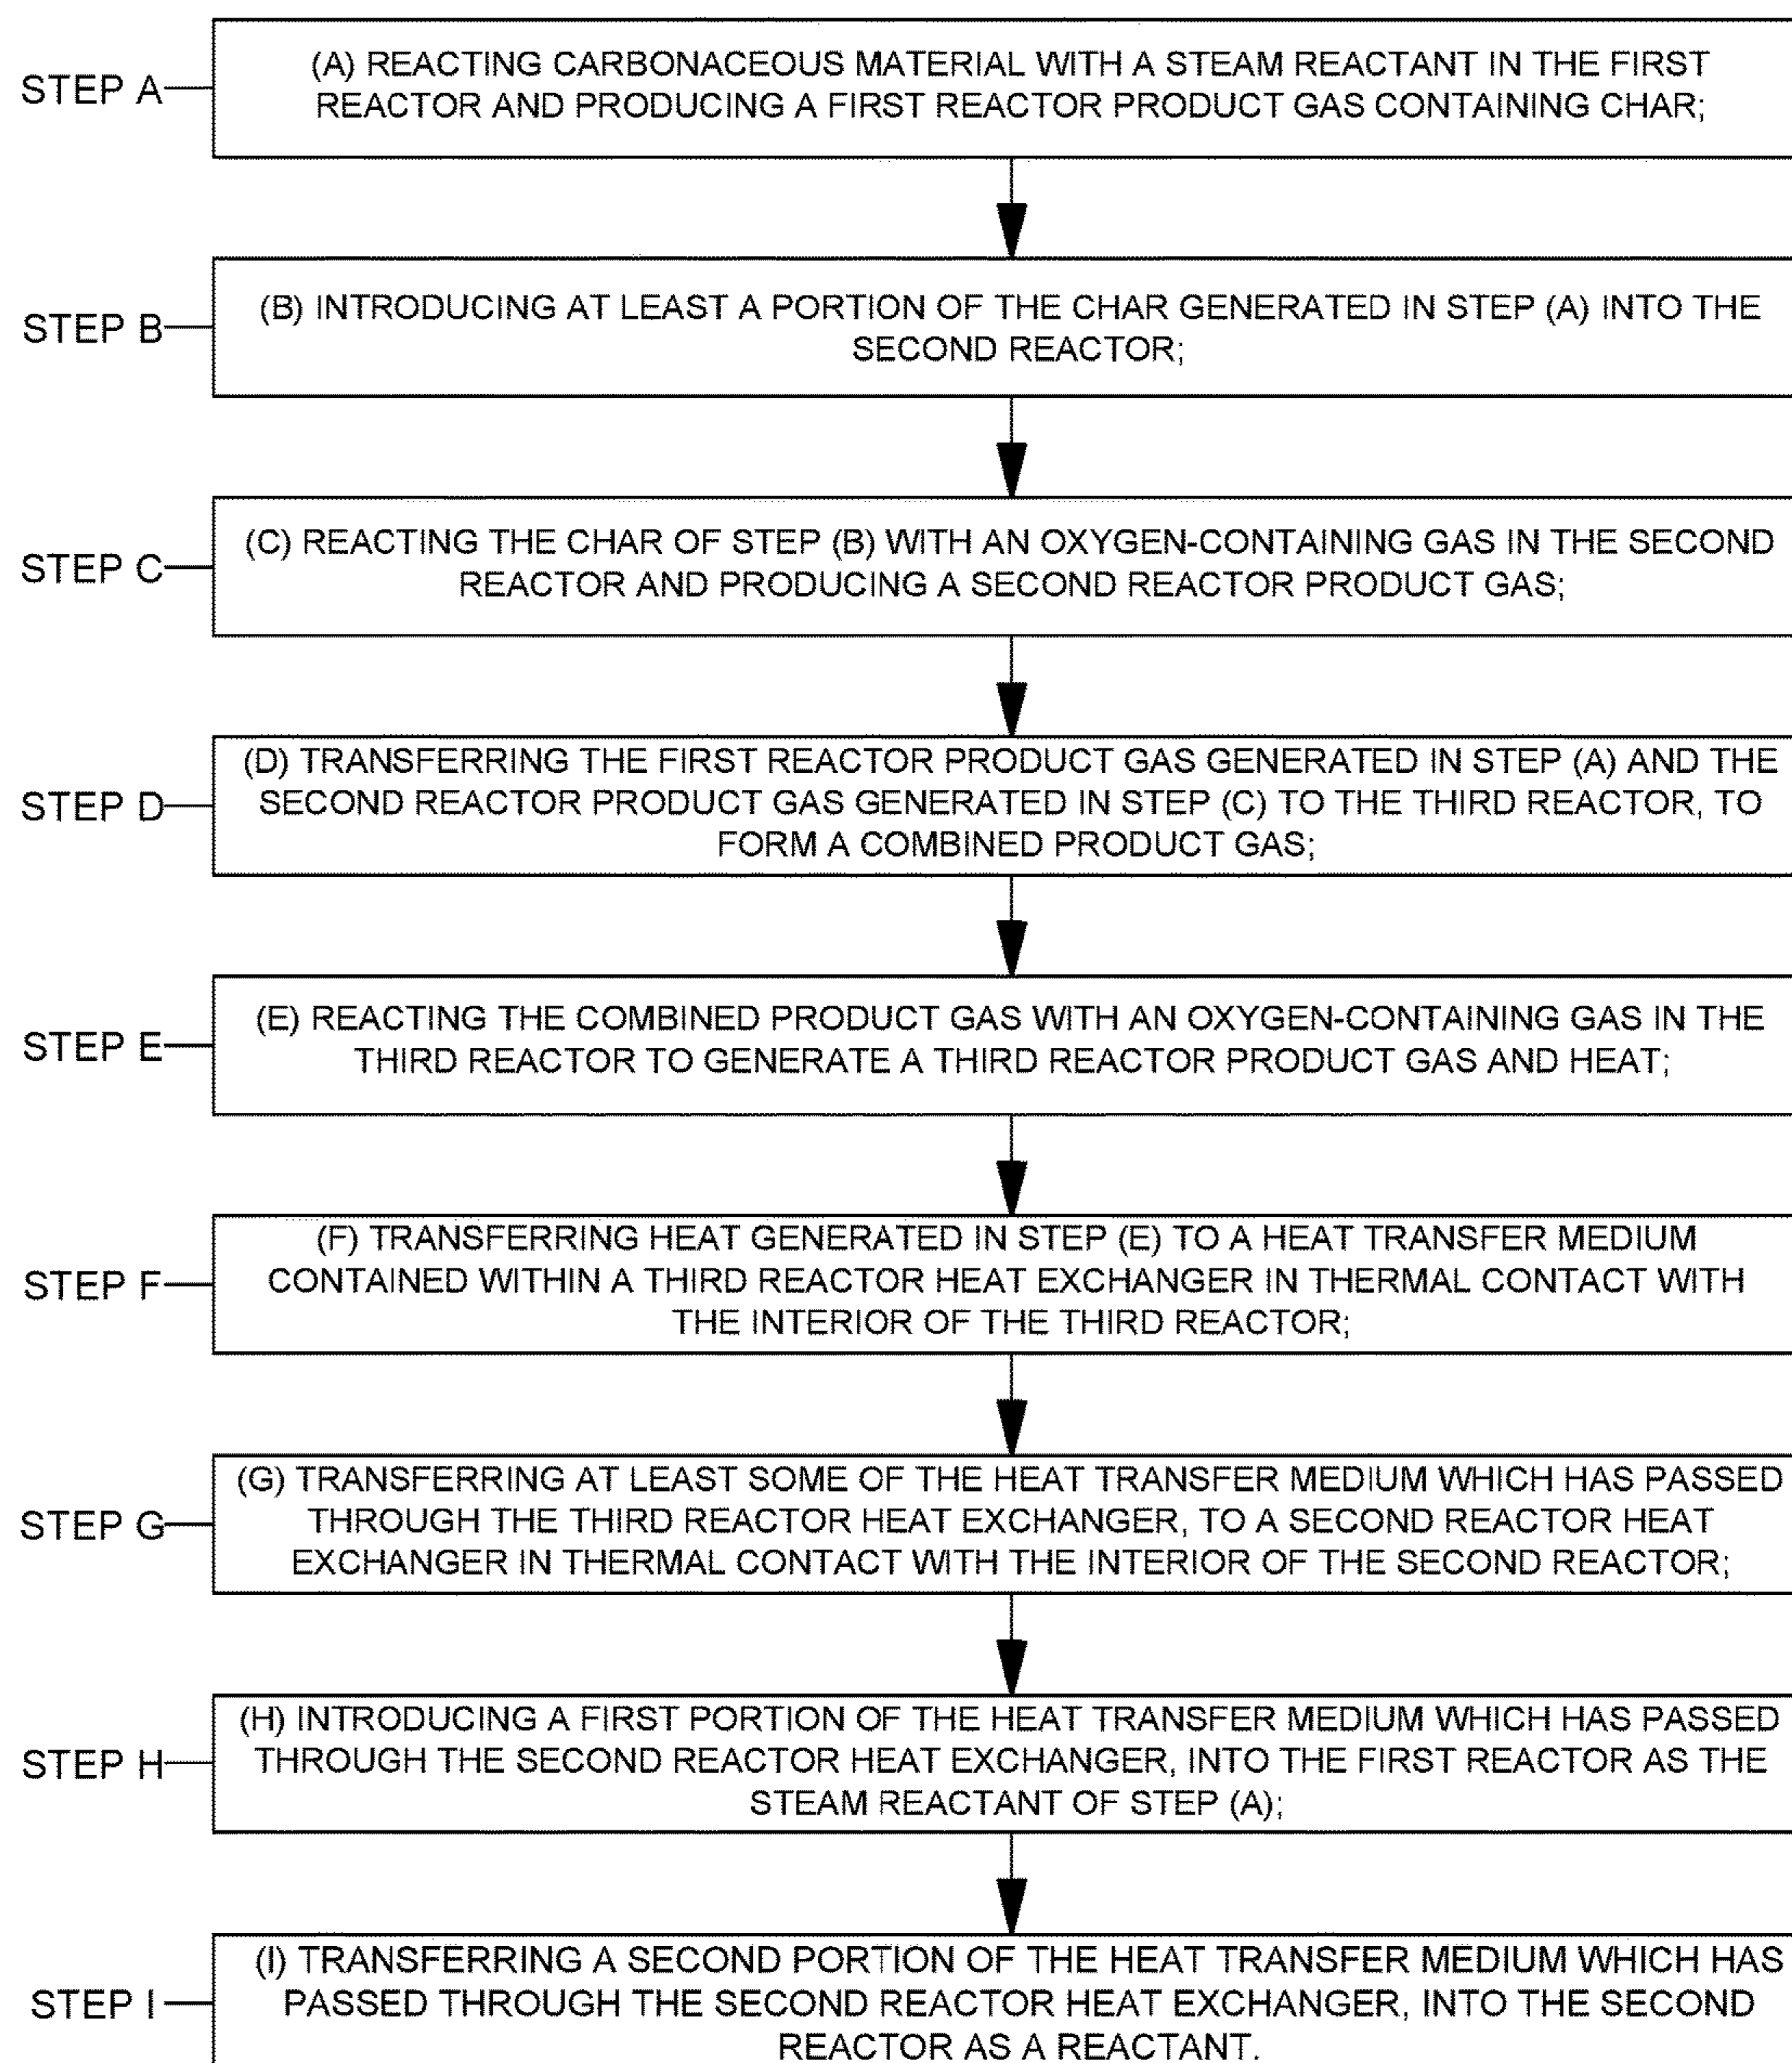 STEP A
(A) REACTING CARBONACEOUS MATERIAL WITH A STEAM REACTANT IN THE FIRST
REACTOR AND PRODUCING A FIRST REACTOR PRODUCT GAS CONTAINING CHAR;
STEP B
(B) INTRODUCING AT LEAST A PORTION OF THE CHAR GENERATED IN STEP (A) INTO THE
SECOND REACTOR;
STEP C
(C) REACTING THE CHAR OF STEP (B) WITH AN OXYGEN-CONTAINING GAS IN THE SECOND
REACTOR AND PRODUCING A SECOND REACTOR PRODUCT GAS;
STEP D
(D) TRANSFERRING THE FIRST REACTOR PRODUCT GAS GENERATED IN STEP (A) AND THE
SECOND REACTOR PRODUCT GAS GENERATED IN STEP (C) TO THE THIRD REACTOR, TO
FORM A COMBINED PRODUCT GAS;
STEP E
(E) REACTING THE COMBINED PRODUCT GAS WITH AN OXYGEN-CONTAINING GAS IN THE
THIRD REACTOR TO GENERATE A THIRD REACTOR PRODUCT GAS AND HEAT;
STEP F
(F) TRANSFERRING HEAT GENERATED IN STEP (E) TO A HEAT TRANSFER MEDIUM
CONTAINED WITHIN A THIRD REACTOR HEAT EXCHANGER IN THERMAL CONTACT WITH
THE INTERIOR OF THE THIRD REACTOR;
STEP G
(G) TRANSFERRING AT LEAST SOME OF THE HEAT TRANSFER MEDIUM WHICH HAS PASSED
THROUGH THE THIRD REACTOR HEAT EXCHANGER, TO A SECOND REACTOR HEAT
EXCHANGER IN THERMAL CONTACT WITH THE INTERIOR OF THE SECOND REACTOR;
STEP H
(H) INTRODUCING A FIRST PORTION OF THE HEAT TRANSFER MEDIUM WHICH HAS PASSED
THROUGH THE SECOND REACTOR HEAT EXCHANGER, INTO THE FIRST REACTOR AS THE
STEAM REACTANT OF STEP (A);
STEP I
(I) TRANSFERRING A SECOND PORTION OF THE HEAT TRANSFER MEDIUM WHICH HAS
PASSED THROUGH THE SECOND REACTOR HEAT EXCHANGER, INTO THE SECOND
REACTOR AS A REACTANT.